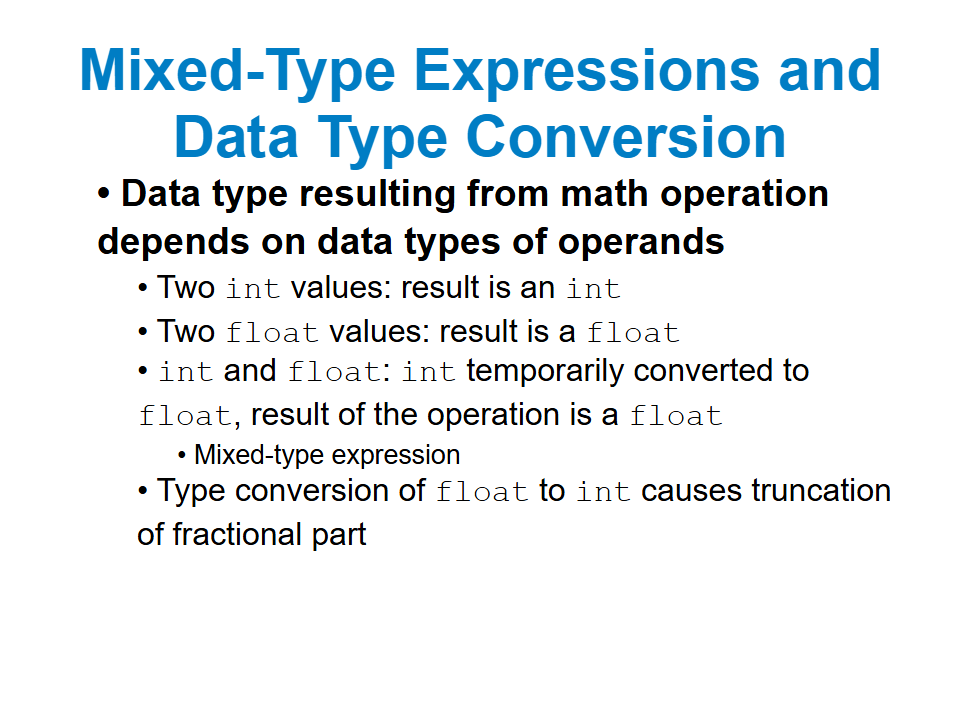 Mixed-Type Expressions and
Data Type Conversion
• Data type resulting from math operation
depends on data types of operands
• Two int values: result is an int
• Two float values: result is a float
• int and float: int temporarily converted to
float, result of the operation is a float
• Mixed-type expression
• Type conversion of float to int causes truncation
of fractional part